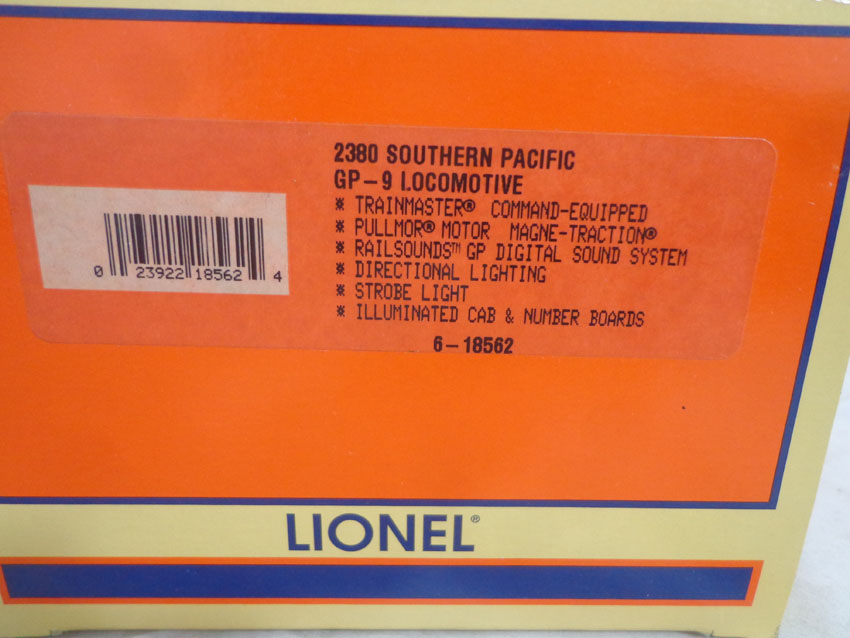 2380 SOUTHERN PACIFIC
GP-9 LOCOMOTIVE
* TRAINMASTER® COMMAND-EQUIPPED
* PULLMOR® MOTOR MAGNE-TRACTION®
* RAILSOUNDS™ GP DIGITAL SOUND SYSTEM
* DIRECTIONAL LIGHTING
* STROBE LIGHT
* ILLUMINATED CAB & NUMBER BOARDS
6-18562
0 23922 18562 4
LIONEL®